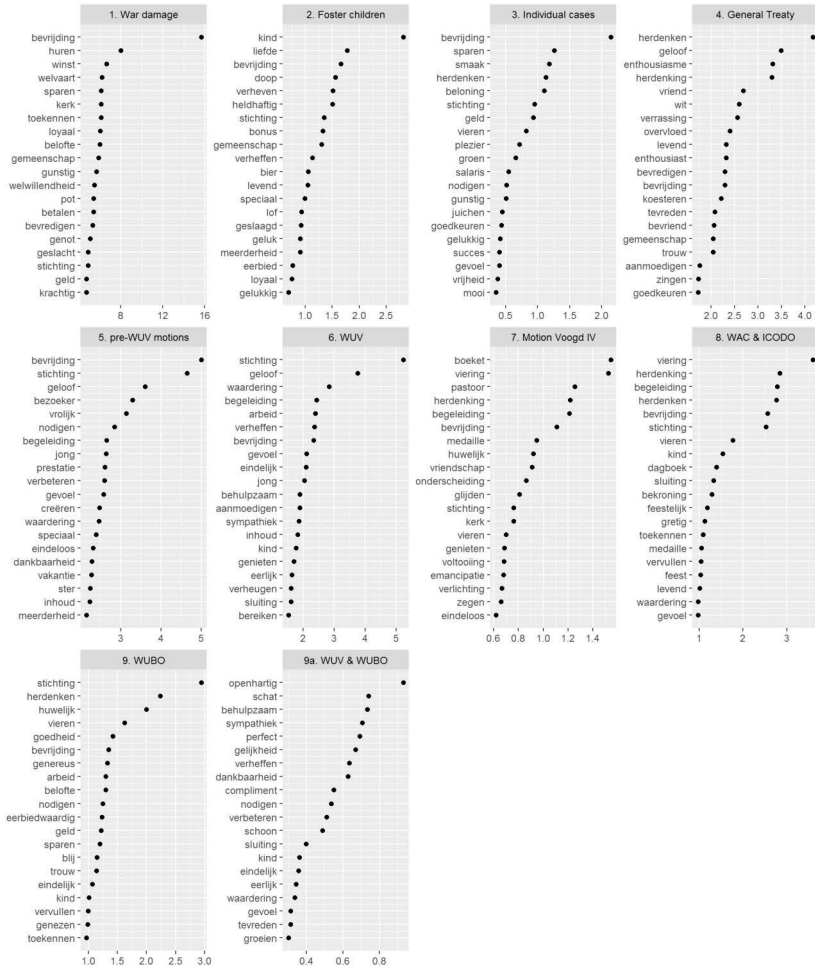 1. War damage
bevrijding
huren
winst
welvaart
sparen
kerk
toekennen
loyaal
belofte
gemeenschap
gunstig
welwillendheid
pot
betalen
bevredigen
genot
geslacht
stichting
geld
krachtig
8 16
2. Foster children
kind
liefde
bevrijding
doop
verheven
heldhaftig
stichting
bonus
gemeenschap
verheffen
bier
levend
speciaal
lof
geslaagd
geluk
meerderheid
eerbied
loyaal
gelukkig
1.0 1.5 2.0 2.5
3. Individual cases
bevrijding
sparen
smaak
herdenken
beloning
stichting
geld
vieren
plezier
groen
salaris
nodigen
gunstig
juichen
goedkeuren
gelukkig
succes
gevoel
vrijheid
mooi
0.5 1.0 1.5 2.0
4. General Treaty
herdenken
geloof
enthousiasme
herdenking
vriend
wit
verrassing
overvloed
levend
enthousiast
bevredigen
bevrijding
koesteren
tevreden
bevriend
gemeenschap
trouw
aanmoedigen
zingen
goedkeuren
2.0 2.5 3.0 3.5 4.0
5. pre-WUV motions
bevrijding
stichting
geloof
bezoeker
vrolijk
nodigen
begeleiding
jong
prestatie
verbeteren
gevoel
creëren
waardering
speciaal
eindeloos
dankbaarheid
vakantie
ster
inhoud
meerderheid
3 5
6. WUV
stichting
geloof
waardering
begeleiding
arbeid
verheffen
bevrijding
gevoel
eindelijk
jong
behulpzaam
aanmoedigen
sympathiek
inhoud
kind
genieten
eerlijk
verheugen
sluiting
bereiken
2 3 4 5
7. Motion Voogd IV
boeket
viering
pastoor
herdenking
begeleiding
bevrijding
medaille
huwelijk
vriendschap
onderscheiding
glijden
stichting
kerk
vieren
genieten
voltooiing
emancipatie
verlichting
zegen
eindeloos
0.6 0.8 1.0 1.2 1.4
8. WAC & ICODO
viering
herdenking
begeleiding
herdenken
bevrijding
stichting
vieren
kind
dagboek
sluiting
bekroning
feestelijk
gretig
toekennen
medaille
vervullen
feest
levend
waardering
gevoel
1 2 3
9. WUBO
stichting
herdenken
huwelijk
vieren
goedheid
bevrijding
genereus
arbeid
belofte
nodigen
eerbiedwaardig
geld
sparen
blij
trouw
eindelijk
kind
vervullen
genezen
toekennen
1.0 1.5 2.0 2.5 3.0
9a. WUV & WUBO
openhartig
schat
behulpzaam
sympathiek
perfect
gelijkheid
verheffen
dankbaarheid
compliment
nodigen
verbeteren
schoon
sluiting
kind
eindelijk
eerlijk
waardering
gevoel
tevreden
groeien
0.4 0.6 0.8